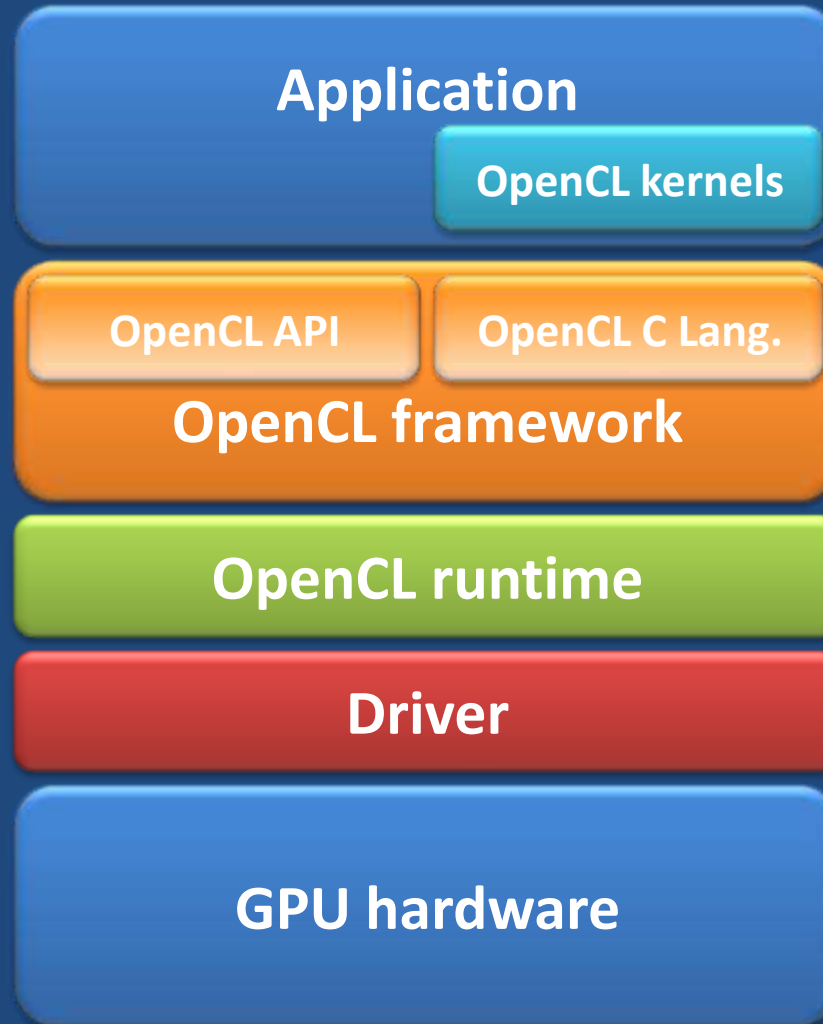 Application
OpenCL kernels
OpenCL API
OpenCL C Lang.
OpenCL framework
OpenCL runtime
Driver
GPU hardware